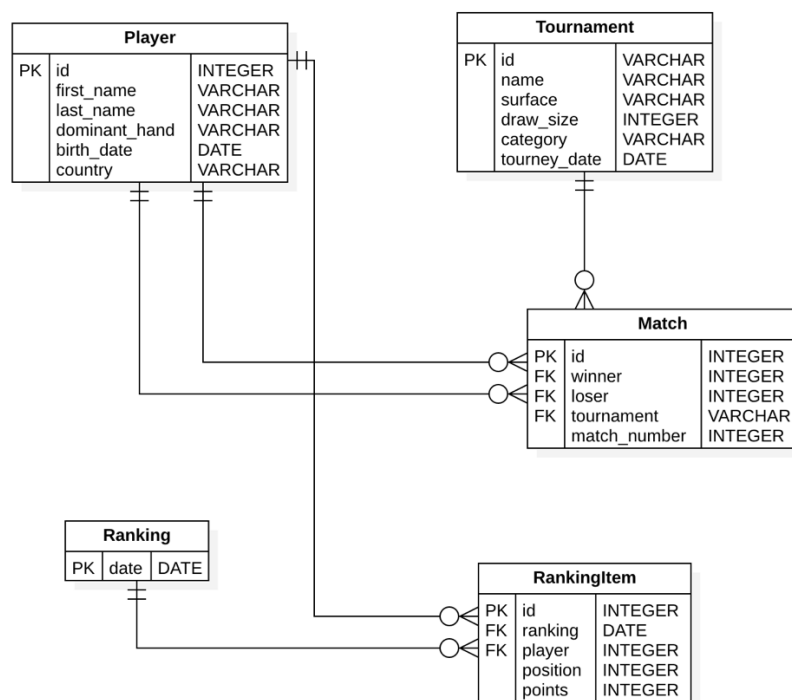 Player
PK id INTEGER
first_name VARCHAR
last_name VARCHAR
dominant_hand VARCHAR
birth_date DATE
country VARCHAR
Tournament
PK id VARCHAR
name VARCHAR
surface VARCHAR
draw_size INTEGER
category VARCHAR
tourney_date DATE
Match
PK id INTEGER
FK winner INTEGER
FK loser INTEGER
FK tournament VARCHAR
match_number INTEGER
Ranking
PK date DATE
RankingItem
PK id INTEGER
FK ranking DATE
FK player INTEGER
position INTEGER
points INTEGER